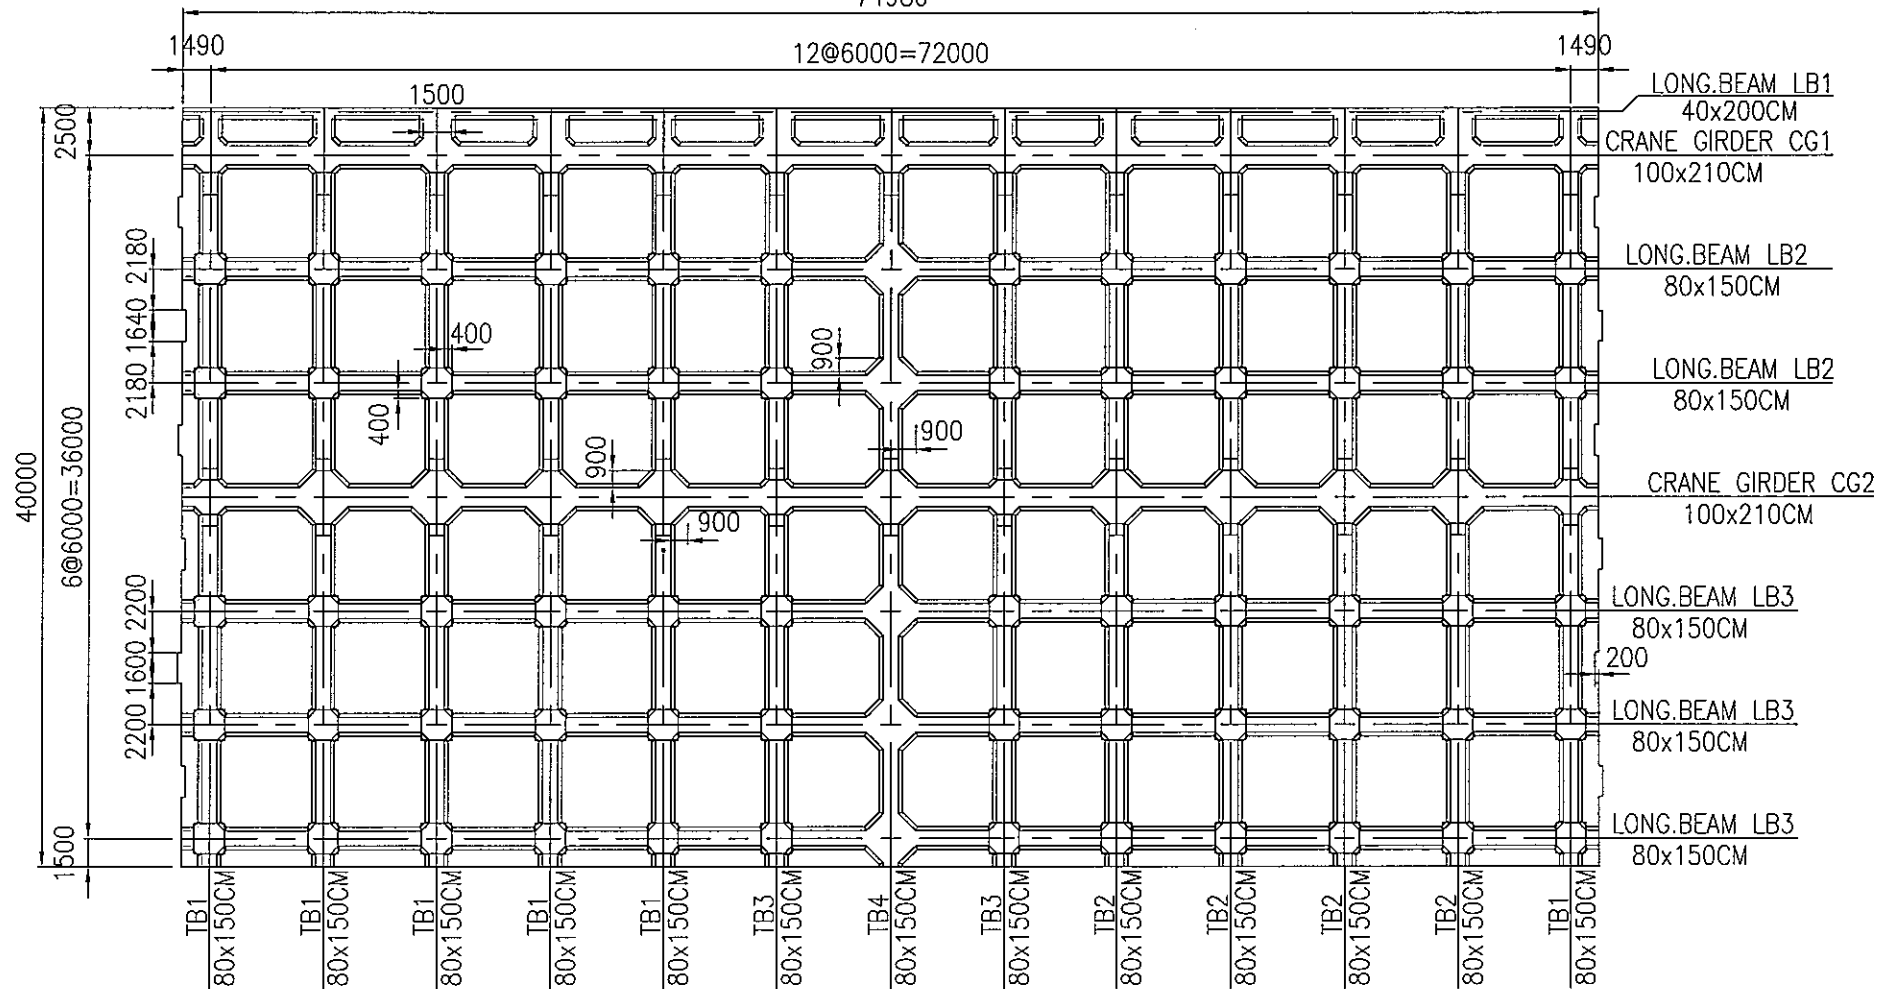 1490
12@6000=72000
1490
1500
LONG.BEAM LB1
40x200CM
2500
CRANE GIRDER CG1
100x210CM
2180
LONG.BEAM LB2
80x150CM
1640
400
900
2180
LONG.BEAM LB2
80x150CM
400
900
900
40000
6@6000=36000
CRANE GIRDER CG2
100x210CM
900
2200
LONG.BEAM LB3
80x150CM
1600
200
2200
LONG.BEAM LB3
80x150CM
1500
LONG.BEAM LB3
80x150CM
TB1
80x150CM
TB1
80x150CM
TB1
80x150CM
TB1
80x150CM
TB1
80x150CM
TB3
80x150CM
TB4
80x150CM
TB3
80x150CM
TB2
80x150CM
TB2
80x150CM
TB2
80x150CM
TB2
80x150CM
TB1
80x150CM